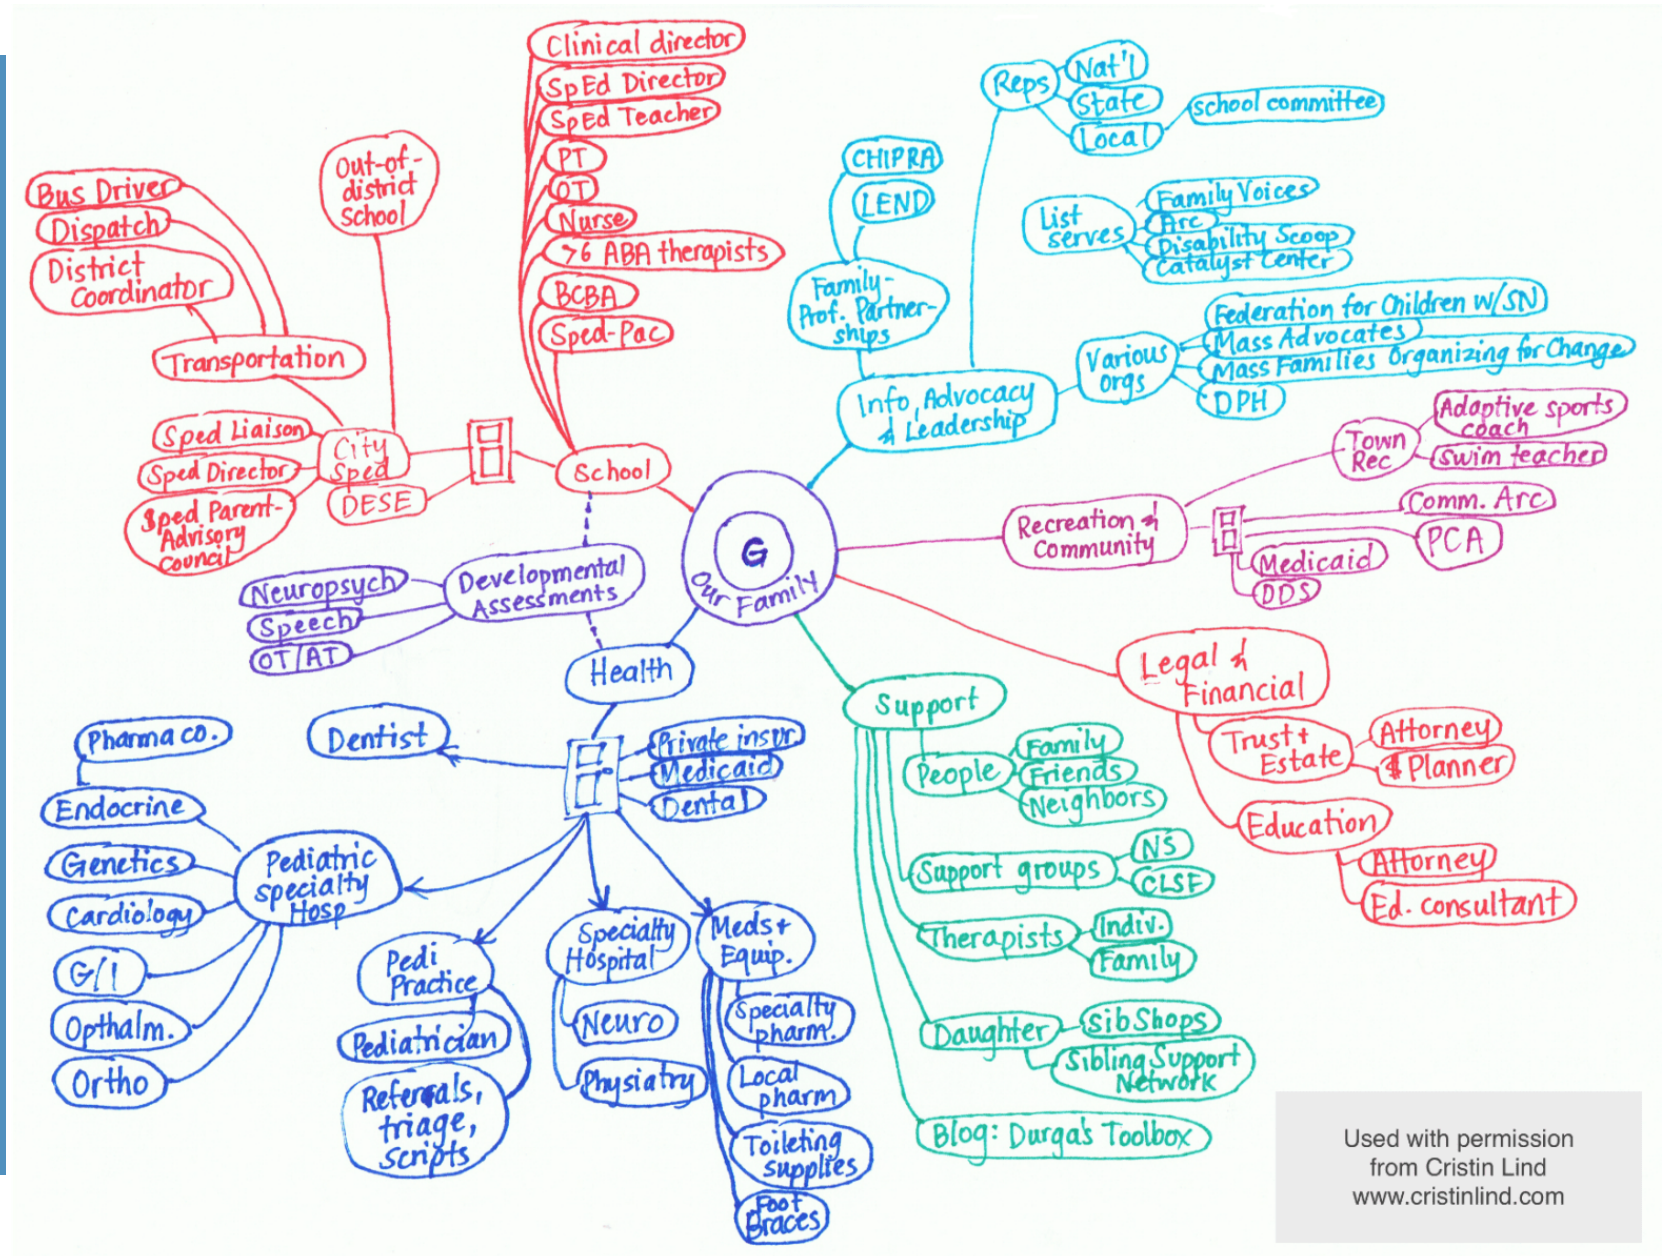 Clinical director
SpEd Director
SpEd Teacher
PT
OT
Nurse
>6 ABA therapists
BCBA
Sped-Pac
School
Out-of-
district
School
Bus Driver
Dispatch
District
Coordinator
Transportation
Sped Liaison
Sped Director
Sped Parent-
Advisory
Council
City
Sped
DESE
Reps
Nat'l
State
Local
school committee
CHIPRA
LEND
Family-
Prof. Partner-
ships
List
serves
Family Voices
Arc
Disability Scoop
Catalyst Center
Various
orgs
Federation for Children w/SN
Mass Advocates
Mass Families Organizing for Change
DPH
Info, Advocacy
& Leadership
Town
Rec
Adaptive sports
coach
Swim teacher
Recreation &
Community
Comm. Arc
PCA
Medicaid
DDS
G
Our Family
Developmental
Assessments
Neuropsych
Speech
OT/AT
Health
Dentist
Private insur
Medicaid
Dental
Pharma co.
Endocrine
Genetics
Cardiology
G/I
Opthalm.
Ortho
Pediatric
specialty
Hosp
Pedi
Practice
Pediatrician
Referrals,
triage,
scripts
Specialty
Hospital
Neuro
Physiatry
Meds +
Equip.
Specialty
pharm.
Local
pharm
Toileting
supplies
Foot
Braces
Support
People
Family
Friends
Neighbors
Support groups
NS
CLSF
Therapists
Indiv.
Family
Daughter
SibShops
Sibling Support
Network
Blog: Durga's Toolbox
Legal &
Financial
Trust +
Estate
Attorney
$ Planner
Education
Attorney
Ed. consultant
Used with permission
from Cristin Lind
www.cristinlind.com